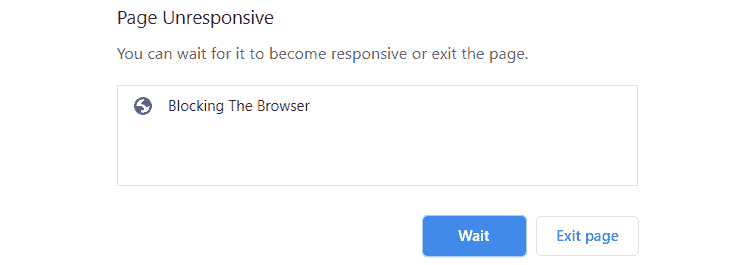 Page Unresponsive
You can wait for it to become responsive or exit the page.
Blocking The Browser
Wait
Exit page